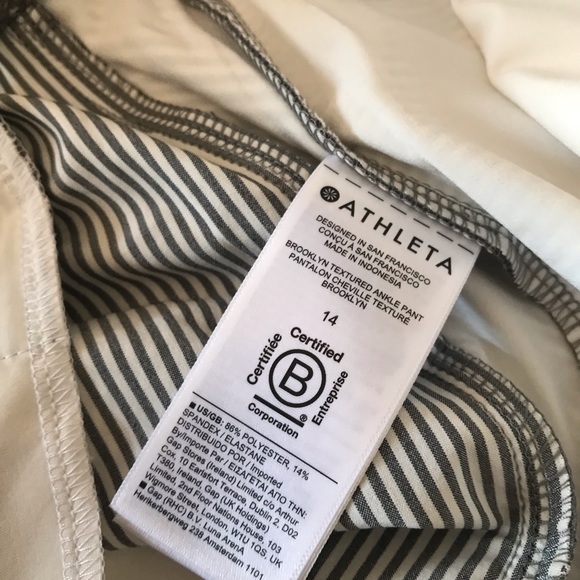 ATHLETA
DESIGNED IN SAN FRANCISCO
CONÇU À SAN FRANCISCO
MADE IN INDONESIA
BROOKLYN TEXTURED ANKLE PANT
PANTALON CHEVILLE TEXTURÉ
BROOKLYN
14
Certified
Certifiée
B
®
Entreprise
Corporation
■ US/GB: 86% POLYESTER, 14%
SPANDEX / ELASTANE
DISTRIBUIDO POR / Imported
By/Importe Par / ΕΙΣΑΓΕΤΑΙ ΑΠΟ ΤΗΝ:
Gap Stores (Ireland) Limited c/o Arthur
Cox, 10 Earlsfort Terrace, Dublin 2, D02
T380, Ireland, Gap (UK Holdings)
Limited, 2nd Floor Nations House, 103
Wigmore Street, London, W1U 1QS, UK
■ Gap (RHC) B.V. Luna ArenA
Herikerbergweg 238 Amsterdam 1101